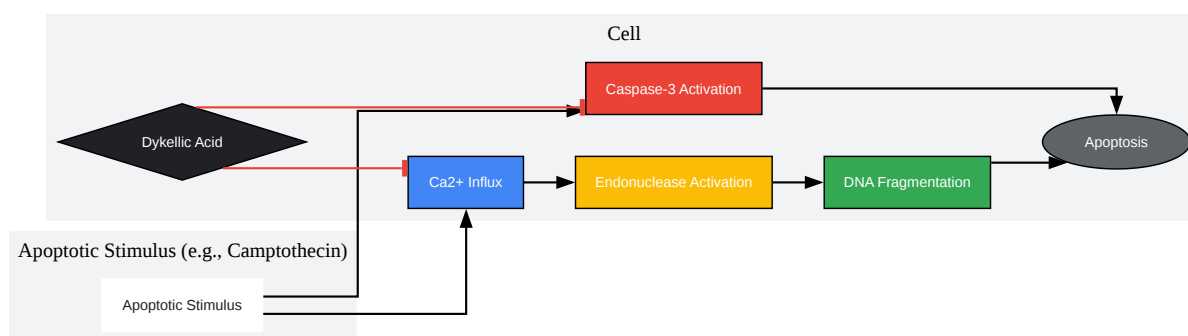 Cell
Caspase-3 Activation
Dykellic Acid
Apoptosis
Ca2+ Influx
Endonuclease Activation
DNA Fragmentation
Apoptotic Stimulus (e.g., Camptothecin)
Apoptotic Stimulus